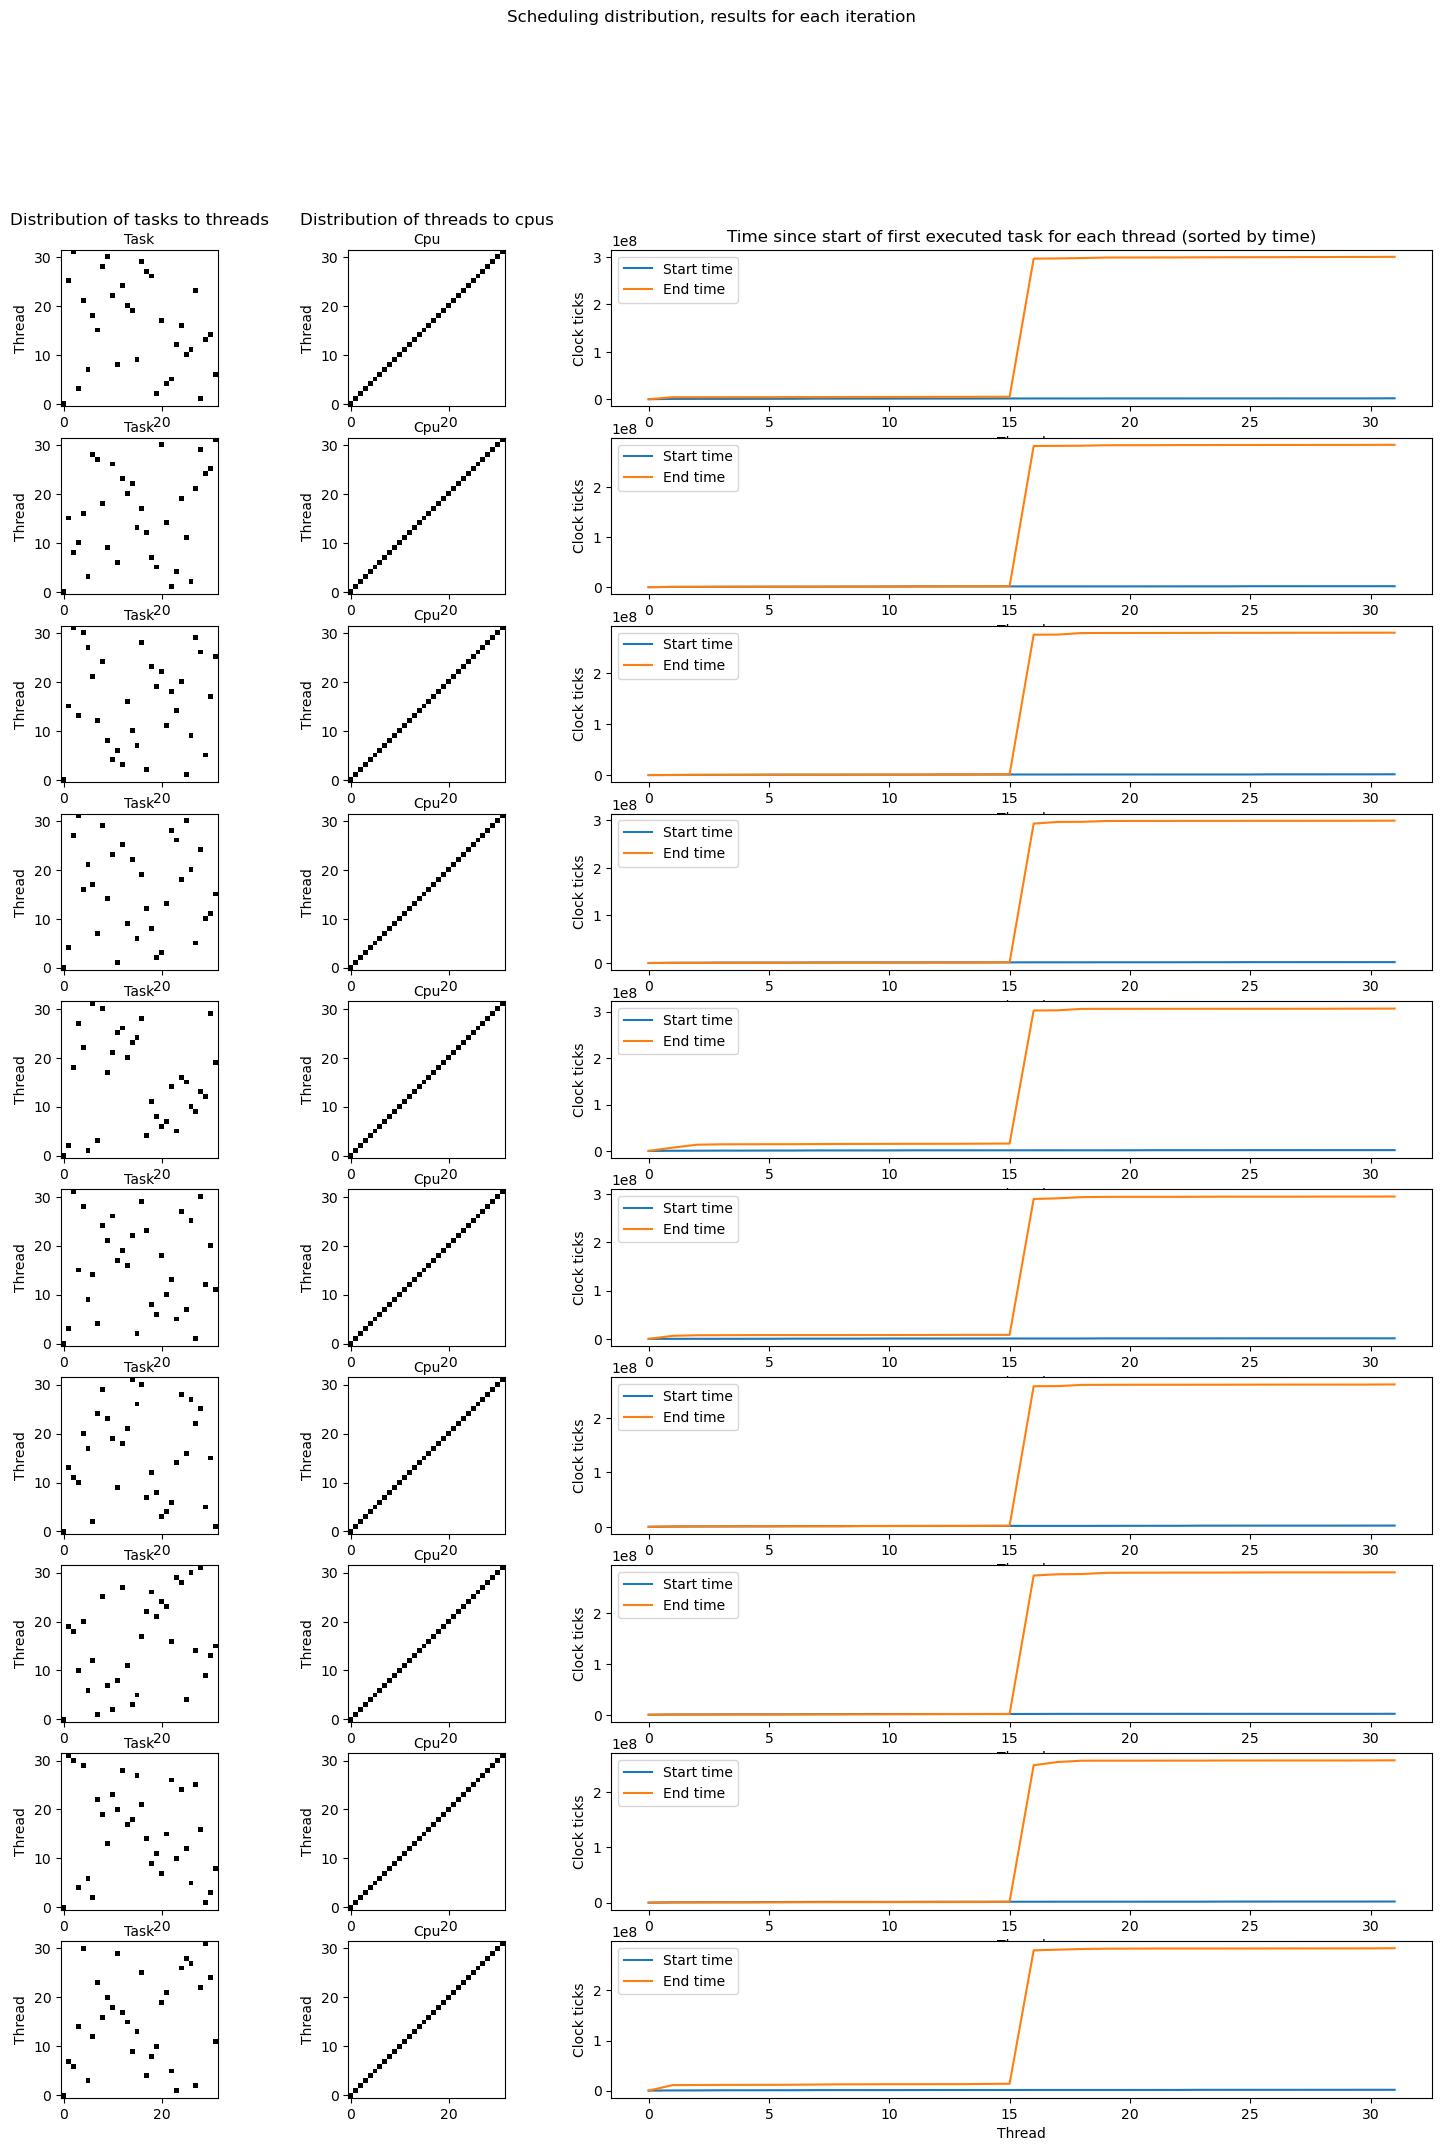 Scheduling distribution, results for each iteration
Distribution of tasks to threads
Distribution of threads to cpus
Time since start of first executed task for each thread (sorted by time)
Task
Thread
30
20
10
0
0 20
Cpu
Thread
30
20
10
0
0 20
1e8
Clock ticks
3
2
1
0
Start time
End time
0 5 10 15 20 25 30
Task
Thread
30
20
10
0
0 20
Cpu
Thread
30
20
10
0
0 20
1e8
Clock ticks
2
1
0
Start time
End time
0 5 10 15 20 25 30
Task
Thread
30
20
10
0
0 20
Cpu
Thread
30
20
10
0
0 20
1e8
Clock ticks
2
1
0
Start time
End time
0 5 10 15 20 25 30
Task
Thread
30
20
10
0
0 20
Cpu
Thread
30
20
10
0
0 20
1e8
Clock ticks
3
2
1
0
Start time
End time
0 5 10 15 20 25 30
Task
Thread
30
20
10
0
0 20
Cpu
Thread
30
20
10
0
0 20
1e8
Clock ticks
3
2
1
0
Start time
End time
0 5 10 15 20 25 30
Task
Thread
30
20
10
0
0 20
Cpu
Thread
30
20
10
0
0 20
1e8
Clock ticks
3
2
1
0
Start time
End time
0 5 10 15 20 25 30
Task
Thread
30
20
10
0
0 20
Cpu
Thread
30
20
10
0
0 20
1e8
Clock ticks
2
1
0
Start time
End time
0 5 10 15 20 25 30
Task
Thread
30
20
10
0
0 20
Cpu
Thread
30
20
10
0
0 20
1e8
Clock ticks
2
1
0
Start time
End time
0 5 10 15 20 25 30
Task
Thread
30
20
10
0
0 20
Cpu
Thread
30
20
10
0
0 20
1e8
Clock ticks
2
1
0
Start time
End time
0 5 10 15 20 25 30
Task
Thread
30
20
10
0
0 20
Cpu
Thread
30
20
10
0
0 20
1e8
Clock ticks
2
1
0
Start time
End time
0 5 10 15 20 25 30
Thread